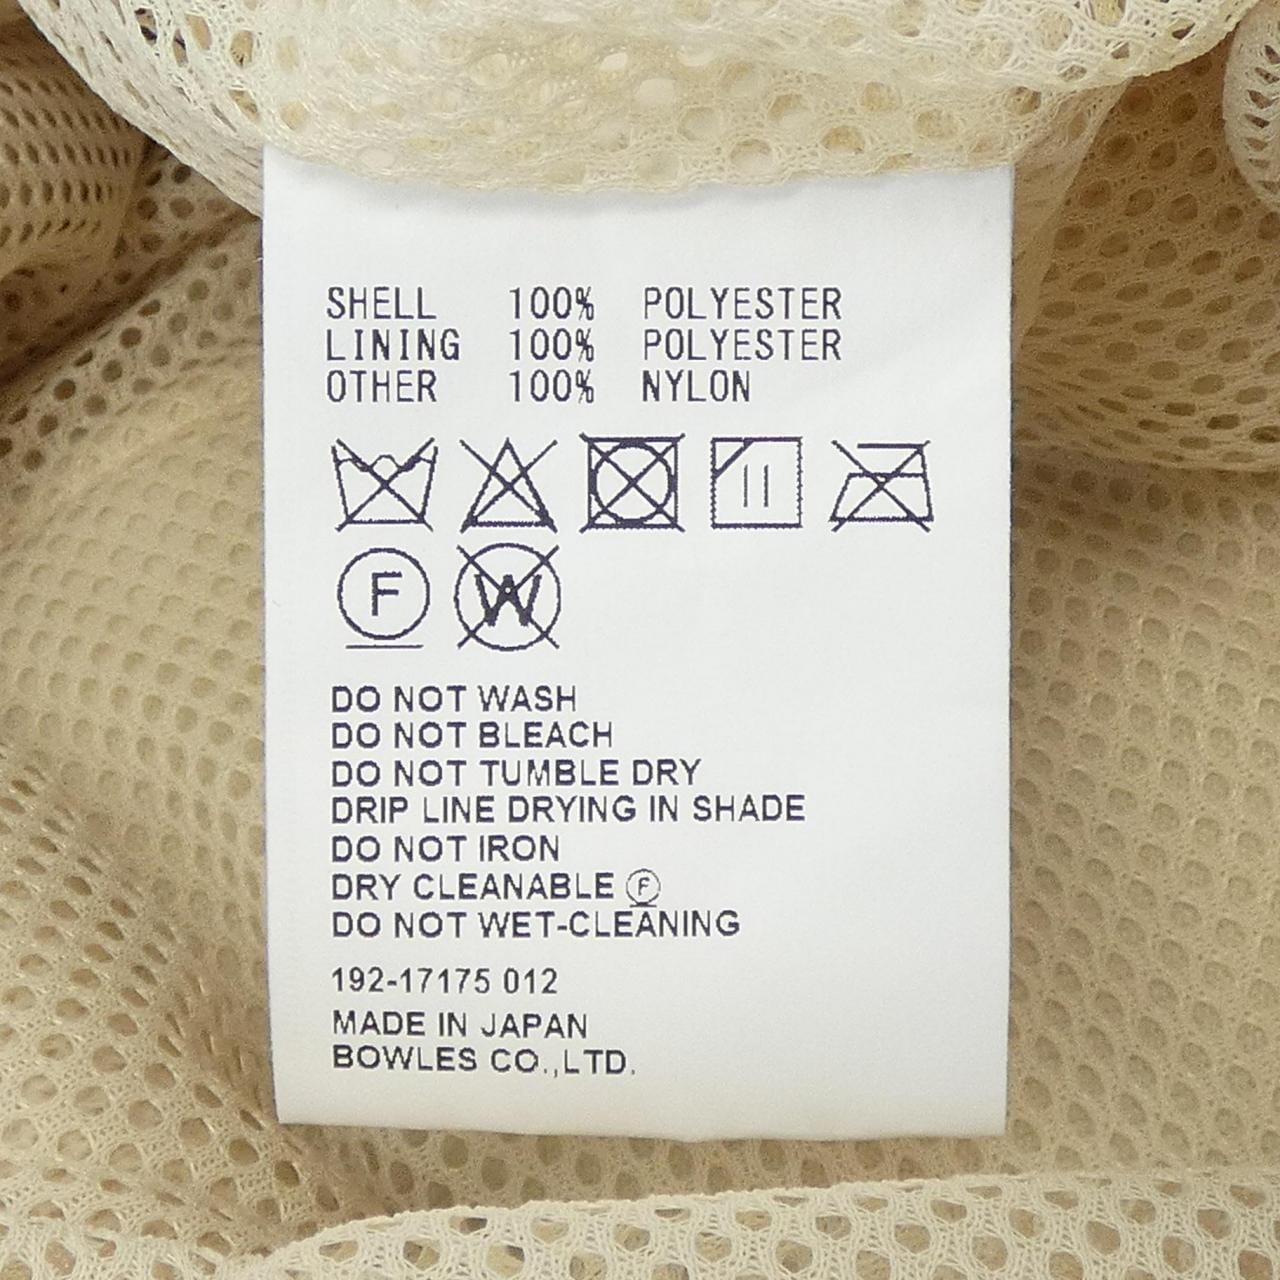 SHELL 100% POLYESTER
LINING 100% POLYESTER
OTHER 100% NYLON
F W
DO NOT WASH
DO NOT BLEACH
DO NOT TUMBLE DRY
DRIP LINE DRYING IN SHADE
DO NOT IRON
DRY CLEANABLE Ⓕ
DO NOT WET-CLEANING
192-17175 012
MADE IN JAPAN
BOWLES CO.,LTD.